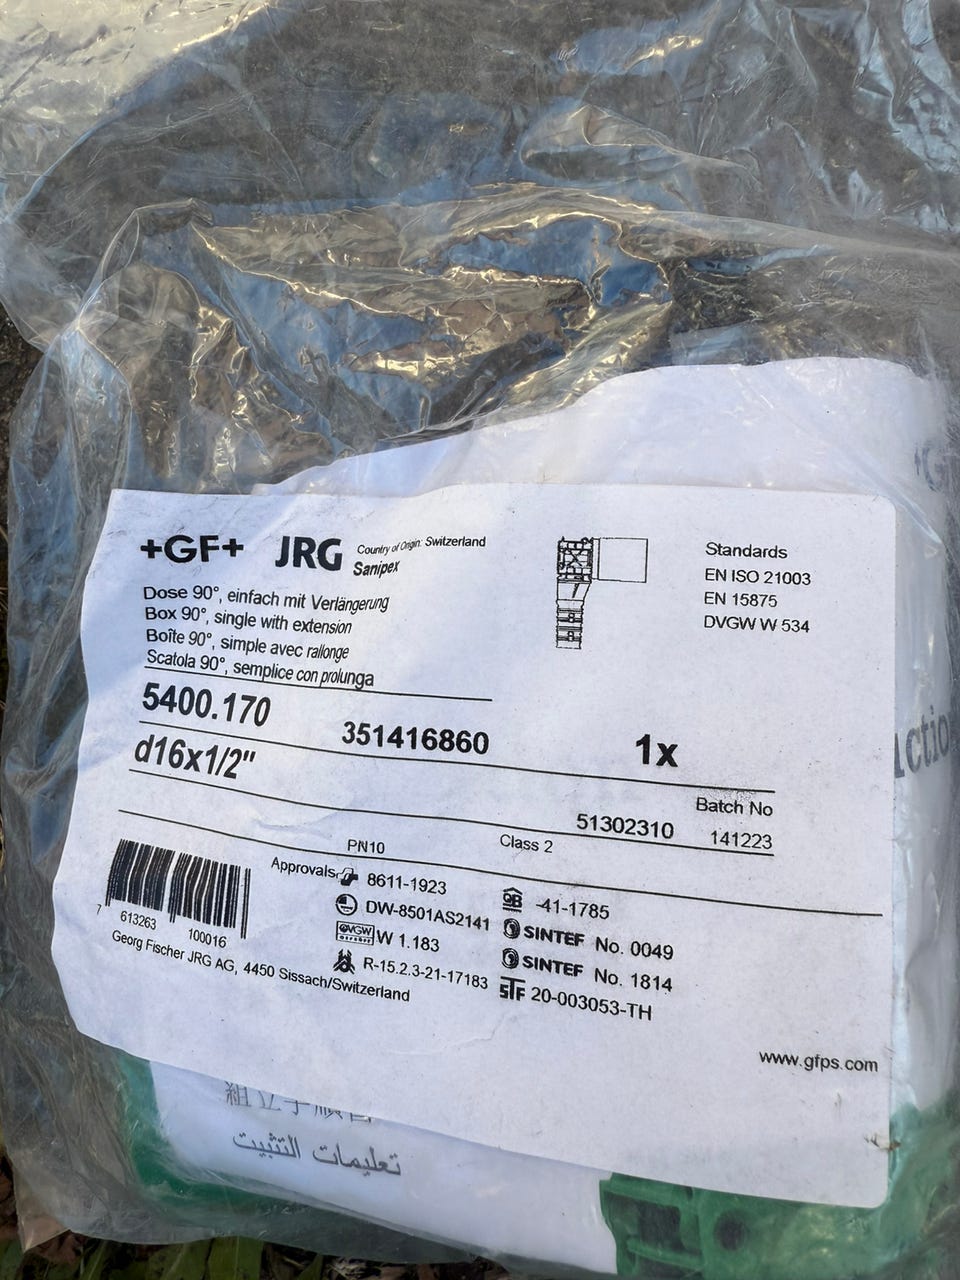 +GF+ JRG Country of Origin: Switzerland
Sanipex
Dose 90°, einfach mit Verlängerung
Box 90°, single with extension
Boîte 90°, simple avec rallonge
Scatola 90°, semplice con prolunga
Standards
EN ISO 21003
EN 15875
DVGW W 534
5400.170 351416860 1x
d16x1/2"
Batch No
51302310 141223
PN10 Class 2
Approvals
8611-1923
DW-8501AS2141
DVGW W 1.183
R-15.2.3-21-17183
QB -41-1785
SINTEF No. 0049
SINTEF No. 1814
STF 20-003053-TH
7 613263 100016
Georg Fischer JRG AG, 4450 Sissach/Switzerland
www.gfps.com
تعليمات التثبيت